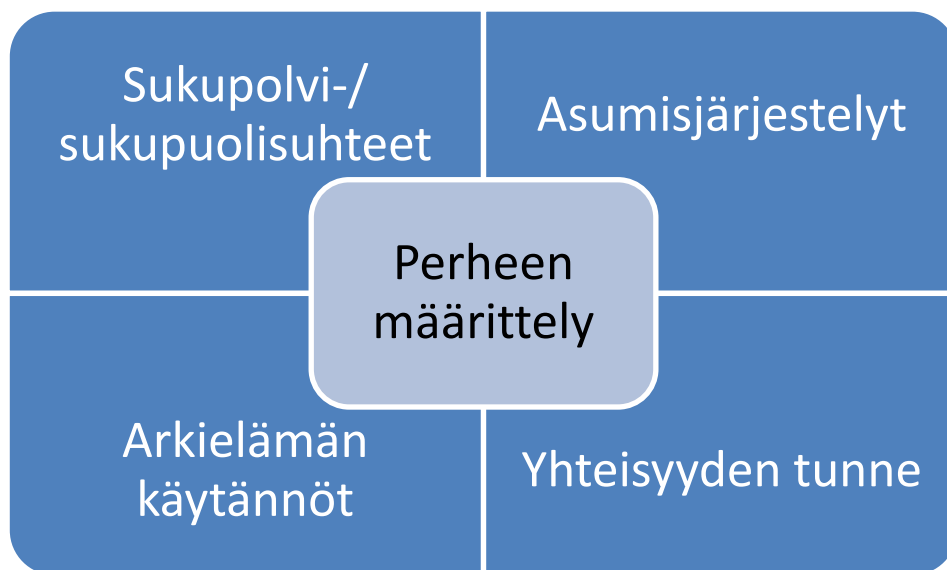 Sukupolvi-/
sukupuolisuhteet
Asumisjärjestelyt
Perheen
määrittely
Arkielämän
käytännöt
Yhteisyyden tunne